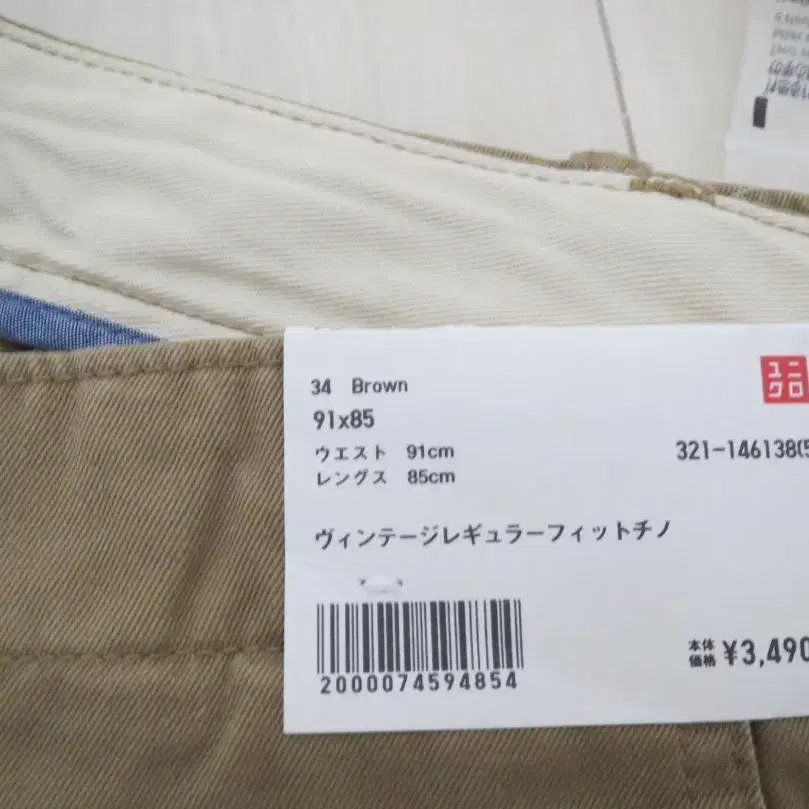 34 Brown
91x85
ユニ
クロ
ウエスト 91cm
321-146138(5
レングス 85cm
ヴィンテージレギュラーフィットチノ
本体
価格 ¥3,490
2000074594854